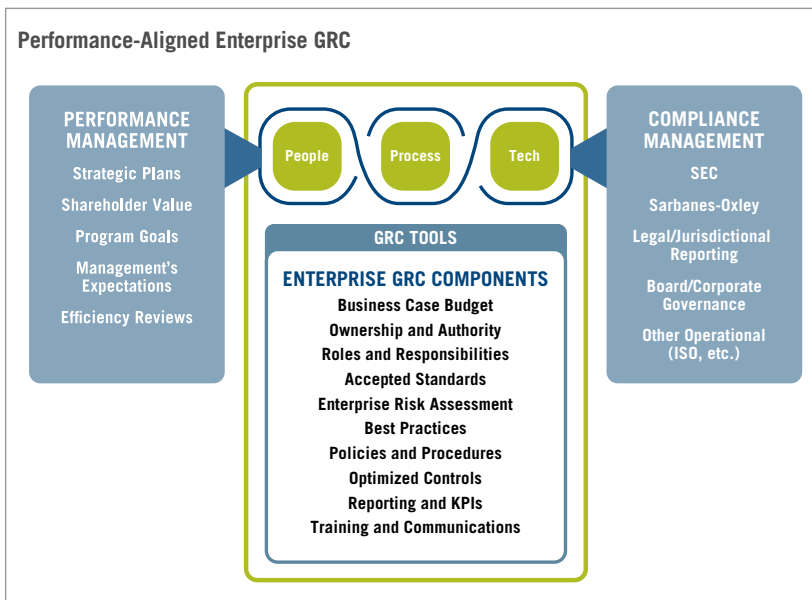 Performance-Aligned Enterprise GRC
PERFORMANCE
MANAGEMENT
Strategic Plans
Shareholder Value
Program Goals
Management’s
Expectations
Efficiency Reviews
People
Process
Tech
GRC TOOLS
ENTERPRISE GRC COMPONENTS
Business Case Budget
Ownership and Authority
Roles and Responsibilities
Accepted Standards
Enterprise Risk Assessment
Best Practices
Policies and Procedures
Optimized Controls
Reporting and KPIs
Training and Communications
COMPLIANCE
MANAGEMENT
SEC
Sarbanes-Oxley
Legal/Jurisdictional
Reporting
Board/Corporate
Governance
Other Operational
(ISO, etc.)